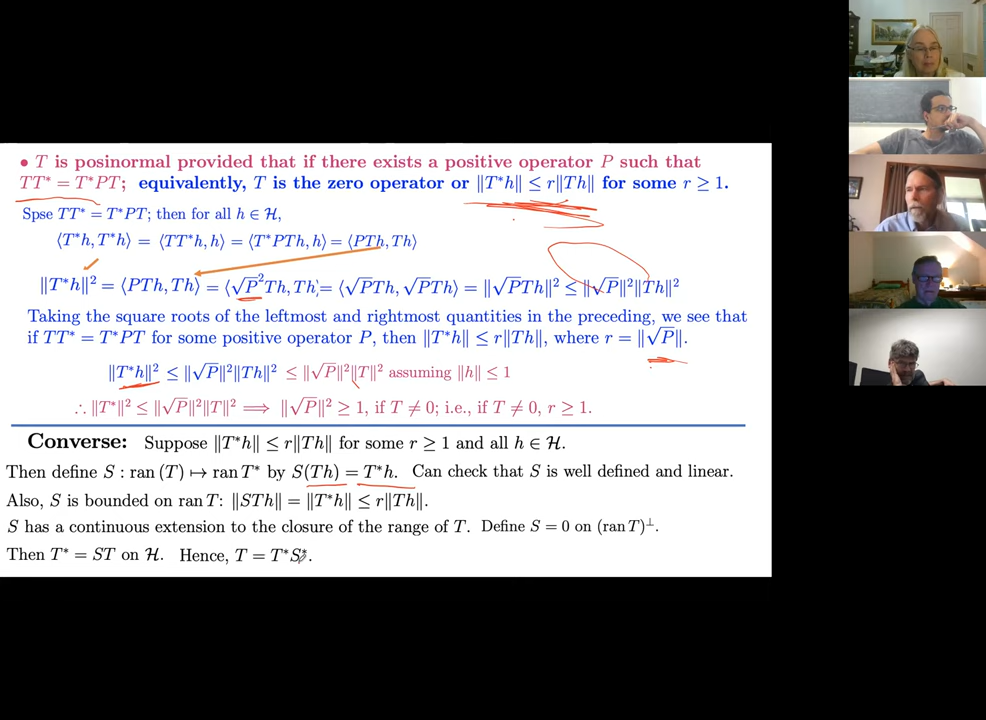 • T is posinormal provided that if there exists a positive operator P such that
TT* = T*PT; equivalently, T is the zero operator or ‖T*h‖ ≤ r‖Th‖ for some r ≥ 1.
Spse TT* = T*PT; then for all h ∈ ℋ,
⟨T*h, T*h⟩ = ⟨TT*h, h⟩ = ⟨T*PTh, h⟩ = ⟨PTh, Th⟩
‖T*h‖² = ⟨PTh, Th⟩ = ⟨√P²Th, Th⟩ = ⟨√PTh, √PTh⟩ = ‖√PTh‖² ≤ ‖√P‖²‖Th‖²
Taking the square roots of the leftmost and rightmost quantities in the preceding, we see that
if TT* = T*PT for some positive operator P, then ‖T*h‖ ≤ r‖Th‖, where r = ‖√P‖.
‖T*h‖² ≤ ‖√P‖²‖Th‖² ≤ ‖√P‖²‖T‖² assuming ‖h‖ ≤ 1
∴ ‖T*‖² ≤ ‖√P‖²‖T‖² ⟹ ‖√P‖² ≥ 1, if T ≠ 0; i.e., if T ≠ 0, r ≥ 1.
Converse: Suppose ‖T*h‖ ≤ r‖Th‖ for some r ≥ 1 and all h ∈ ℋ.
Then define S : ran (T) ↦ ran T* by S(Th) = T*h. Can check that S is well defined and linear.
Also, S is bounded on ran T: ‖STh‖ = ‖T*h‖ ≤ r‖Th‖.
S has a continuous extension to the closure of the range of T. Define S = 0 on (ran T)⊥.
Then T* = ST on ℋ. Hence, T = T*S*.